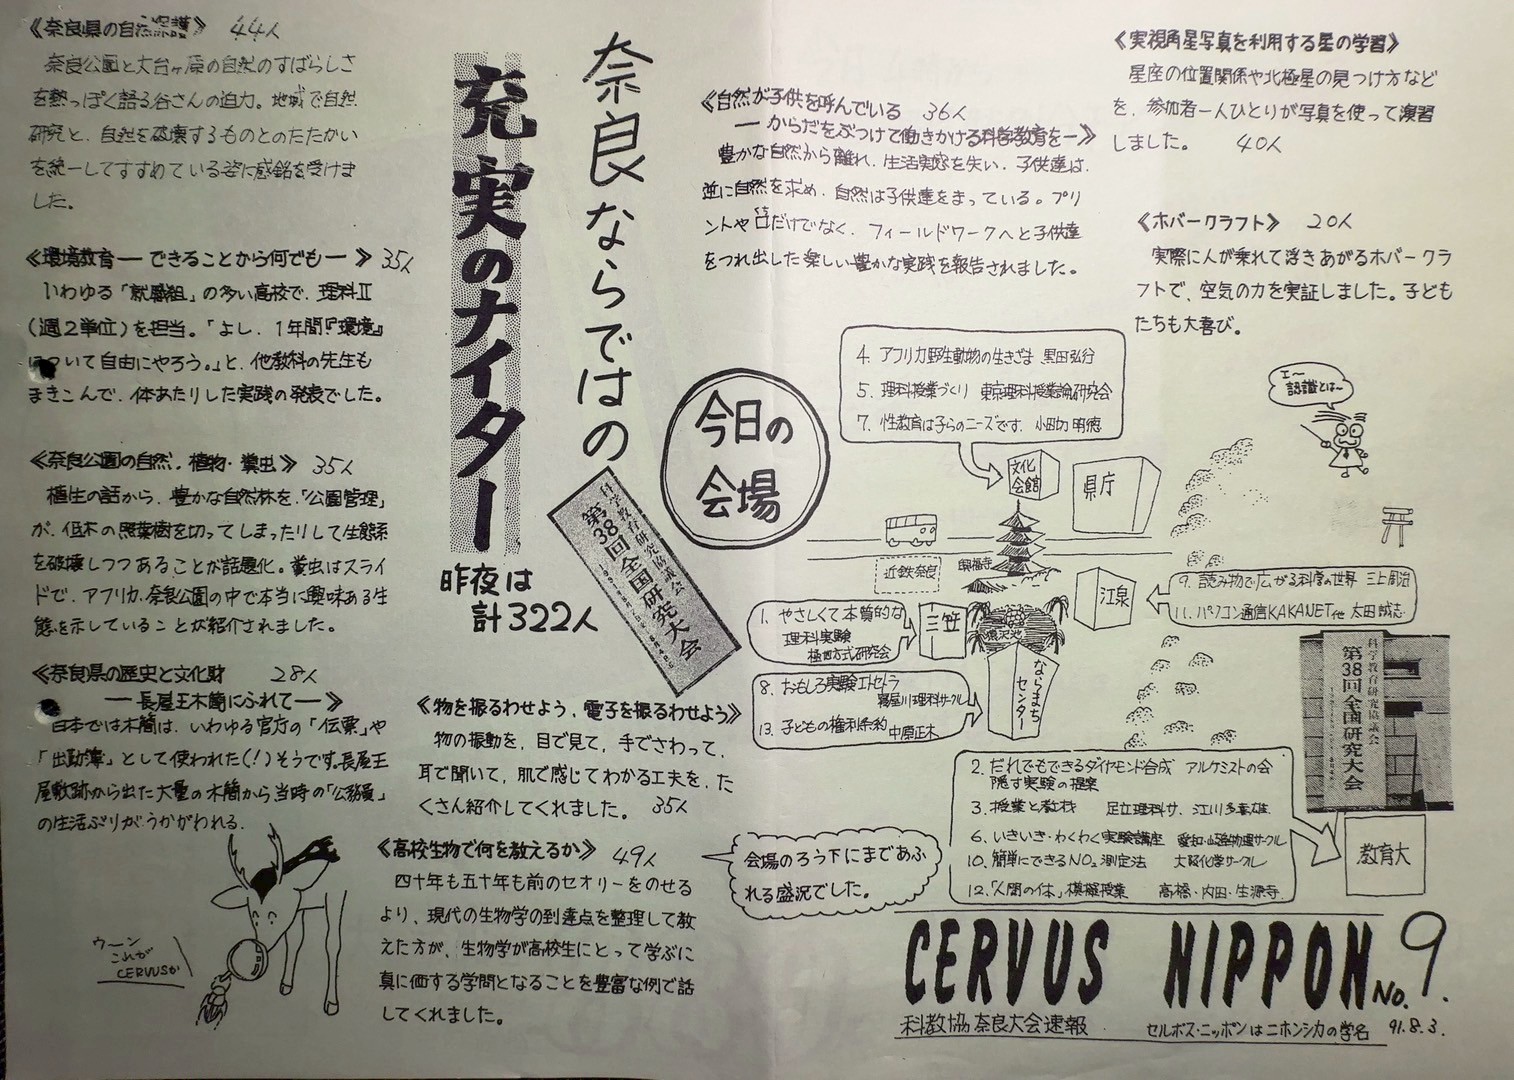 《奈良県の自然保護》 44人
奈良公園と大台ヶ原の自然のすばらしさ
を熱っぽく語る谷さんの迫力。地域で自然
研究と、自然を破壊するものとのたたかい
を統一してすすめている姿に感銘を受けま
した。
《環境教育ーできることから何でもー》 35人
いわゆる「就職組」の多い高校で、理科Ⅱ
(週2単位)を担当。「よし、1年間『環境』
について自由にやろう。」と、他教科の先生も
まきこんで、体あたりした実践の発表でした。
《奈良公園の自然、植物・糞虫》 35人
植生の話から、豊かな自然林を、「公園管理」
が、低木の照葉樹を切ってしまったりして生態系
を破壊しつつあることが話題化。糞虫はスライ
ドで、アフリカ、奈良公園の中で本当に興味ある生
態を示していることが紹介されました。
《奈良県の歴史と文化財 28人
ー長屋王木簡にふれてー》
日本では木簡は、いわゆる官庁の「伝票」や
「出勤簿」として使われた(!)そうです。長屋王
屋敷跡から出た大量の木簡から当時の「公務員」
の生活ぶりがうかがわれる。
ウーン
これが
CERVUSか
奈良ならではの
充実のナイター
昨夜は
計322人
科学教育研究協議会
第38回全国研究大会
《物を振るわせよう、電子を振るわせよう》
物の振動を、目で見て、手でさわって、
耳で聞いて、肌で感じてわかる工夫を、た
くさん紹介してくれました。 35人
《高校生物で何を教えるか》 49人
四十年も五十年も前のセオリーをのせる
より、現代の生物学の到達点を整理して教
えた方が、生物学が高校生にとって学ぶに
真に価する学問となることを豊富な例で話
してくれました。
会場のろう下にまであふ
れる盛況でした。
《自然が子供を呼んでいる 36人
ーからだをぶつけて働きかける科学教育をー》
豊かな自然から離れ、生活実感を失い、子供達は、
逆に自然を求め、自然は子供達をまっている。プリ
ントや口だけでなく、フィールドワークへと子供達
をつれ出した楽しい豊かな実践を報告されました。
《実視角星写真を利用する星の学習》
星座の位置関係や北極星の見つけ方など
を、参加者一人ひとりが写真を使って演習
しました。 40人
《ホバークラフト》 20人
実際に人が乗れて浮きあがるホバークラ
フトで、空気の力を実証しました。子ども
たちも大喜び。
今日の
会場
4. アフリカ野生動物の生きざま 黒田弘行
5. 理科授業づくり 東京理科授業論研究会
7. 性教育は子らのニーズです。 小田切明徳
エ〜
認識とは〜
文化
会館
県庁
近鉄奈良
興福寺
江泉
9. 読み物で広がる科学の世界 三上周治
11. パソコン通信KAKANET他 太田誠志
1. やさしくて本質的な
理科実験
極地方式研究会
三笠
猿沢池
8. おもしろ実験エトセトラ
寝屋川理科サークル
13. 子どもの権利条約 中原正木
ならまち
センター
科学教育研究協議会
第38回全国研究大会
2. だれでもできるダイヤモンド合成 アルケミストの会
隠す実験の提案
3. 授業と教材 足立理科サ、江川多喜雄
6. いきいき・わくわく実験講座 愛知・岐阜物理サークル
10. 簡単にできるNO₂測定法 大阪化学サークル
12. 「人間の体」模擬授業 高橋・内田・生源寺
教育大
CERVUS NIPPON No.9.
科教協奈良大会速報 セルボス・ニッポンはニホンシカの学名 91.8.3.